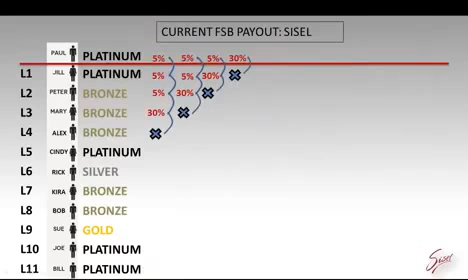 CURRENT FSB PAYOUT: SISEL
PAUL PLATINUM 5% 5% 5% 30%
L1 JILL PLATINUM 5% 5% 30%
L2 PETER BRONZE 5% 30%
L3 MARY BRONZE 30%
L4 ALEX BRONZE
L5 CINDY PLATINUM
L6 RICK SILVER
L7 KIRA BRONZE
L8 BOB BRONZE
L9 SUE GOLD
L10 JOE PLATINUM
L11 BILL PLATINUM
Sisel